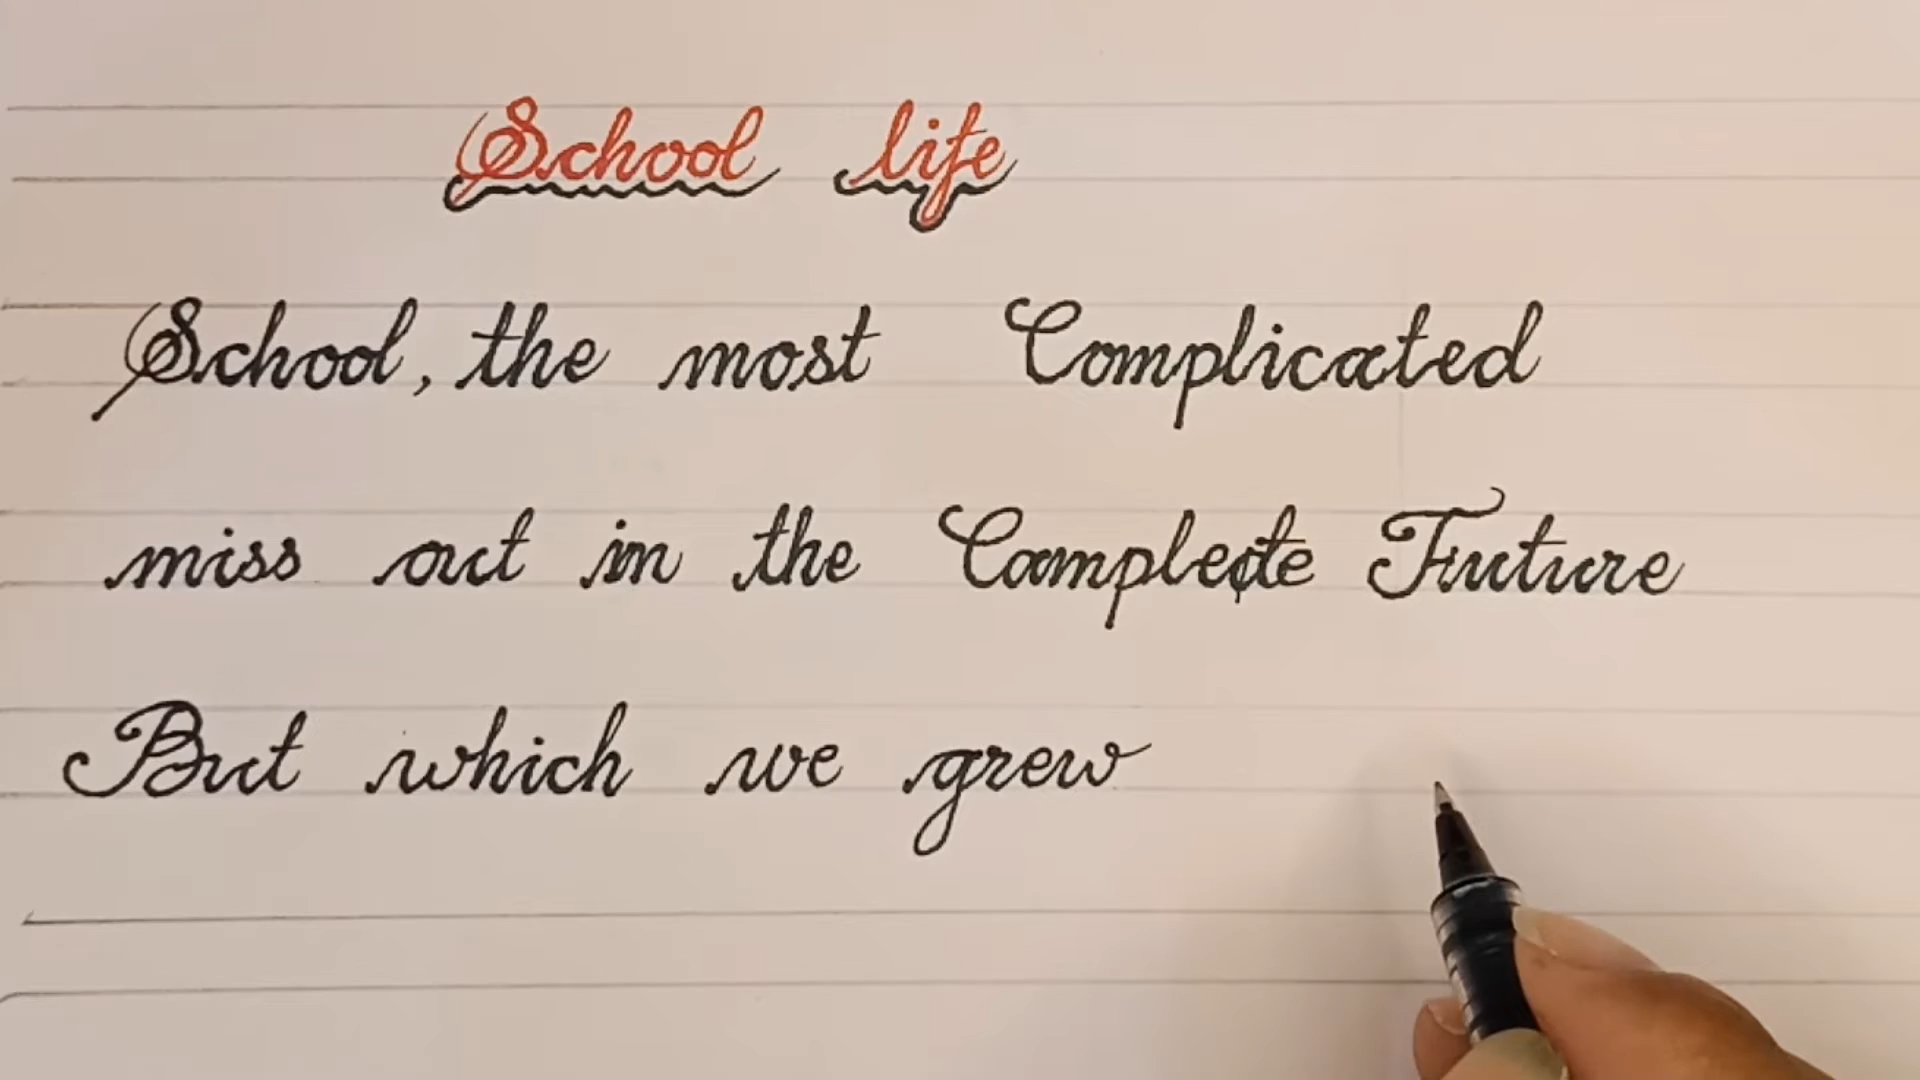 School life
School, the most Complicated
miss out in the Complete Future
But which we grew